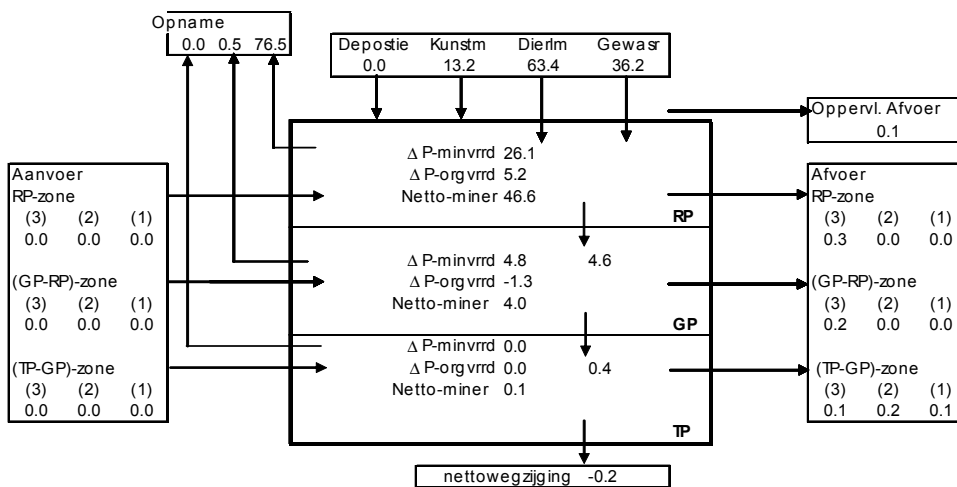 Opname
0.0 0.5 76.5
Depostie Kunstm Dierlm Gewasr
0.0 13.2 63.4 36.2
Oppervl. Afvoer
0.1
Δ P-minvrrd 26.1
Δ P-orgvrrd 5.2
Netto-miner 46.6
RP
Aanvoer
RP-zone
(3) (2) (1)
0.0 0.0 0.0
(GP-RP)-zone
(3) (2) (1)
0.0 0.0 0.0
(TP-GP)-zone
(3) (2) (1)
0.0 0.0 0.0
Δ P-minvrrd 4.8 4.6
Δ P-orgvrrd -1.3
Netto-miner 4.0
GP
Δ P-minvrrd 0.0
Δ P-orgvrrd 0.0 0.4
Netto-miner 0.1
TP
Afvoer
RP-zone
(3) (2) (1)
0.3 0.0 0.0
(GP-RP)-zone
(3) (2) (1)
0.2 0.0 0.0
(TP-GP)-zone
(3) (2) (1)
0.1 0.2 0.1
nettowegzijging -0.2